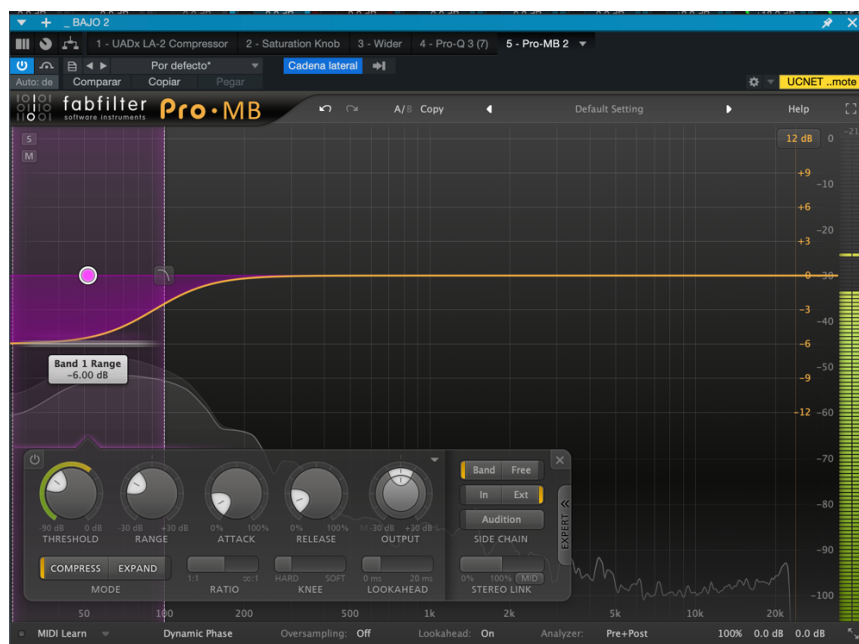 _ BAJO 2
1 - UADx LA-2 Compressor 2 - Saturation Knob 3 - Wider 4 - Pro-Q 3 (7) 5 - Pro-MB 2
Por defecto* Cadena lateral
Auto: de Comparar Copiar Pegar UCNET ..mote
fabfilter Pro·MB A/B Copy Default Setting Help
software instruments
S 12 dB 0
M
+9
-10
+6
-20
+3
0 -30
-3
-40
-6
Band 1 Range
-6.00 dB
-50
-9
-12 -60
-70
Band Free
In Ext
-90 dB 0 dB -30 dB +30 dB 0% 100% 0% 100% -30 dB +30 dB
Audition
-80
THRESHOLD RANGE ATTACK RELEASE OUTPUT SIDE CHAIN
EXPERT
-90
COMPRESS EXPAND 1:1 ∞:1 HARD SOFT 0 ms 20 ms 0% 100% MID
MODE RATIO KNEE LOOKAHEAD STEREO LINK
-100
50 100 200 500 1k 2k 5k 10k 20k
MIDI Learn Dynamic Phase Oversampling: Off Lookahead: On Analyzer: Pre+Post 100% 0.0 dB 0.0 dB